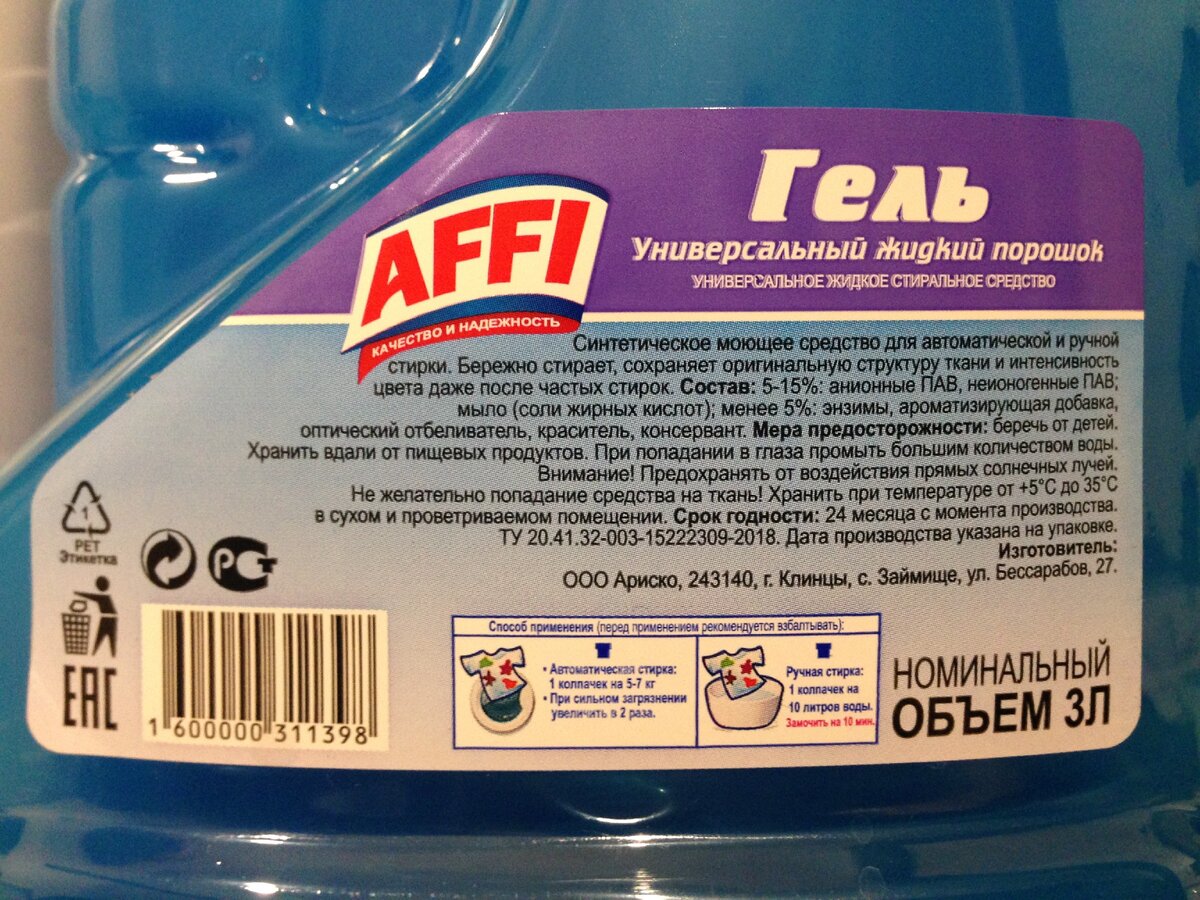 Гель
AFFI
Универсальный жидкий порошок
УНИВЕРСАЛЬНОЕ ЖИДКОЕ СТИРАЛЬНОЕ СРЕДСТВО
КАЧЕСТВО И НАДЕЖНОСТЬ
Синтетическое моющее средство для автоматической и ручной
стирки. Бережно стирает, сохраняет оригинальную структуру ткани и интенсивность
цвета даже после частых стирок. Состав: 5-15%: анионные ПАВ, неионогенные ПАВ;
мыло (соли жирных кислот); менее 5%: энзимы, ароматизирующая добавка,
оптический отбеливатель, краситель, консервант. Мера предосторожности: беречь от детей.
Хранить вдали от пищевых продуктов. При попадании в глаза промыть большим количеством воды.
Внимание! Предохранять от воздействия прямых солнечных лучей.
Не желательно попадание средства на ткань! Хранить при температуре от +5°С до 35°С
в сухом и проветриваемом помещении. Срок годности: 24 месяца с момента производства.
ТУ 20.41.32-003-15222309-2018. Дата производства указана на упаковке.
Изготовитель:
ООО Ариско, 243140, г. Клинцы, с. Займище, ул. Бессарабов, 27.
1
PET
Этикетка
РСТ
EAC
1 600000 311398
Способ применения (перед применением рекомендуется взбалтывать):
• Автоматическая стирка:
1 колпачек на 5-7 кг
• При сильном загрязнении
увеличить в 2 раза.
Ручная стирка:
1 колпачек на
10 литров воды.
Замочить на 10 мин.
НОМИНАЛЬНЫЙ
ОБЪЕМ 3Л